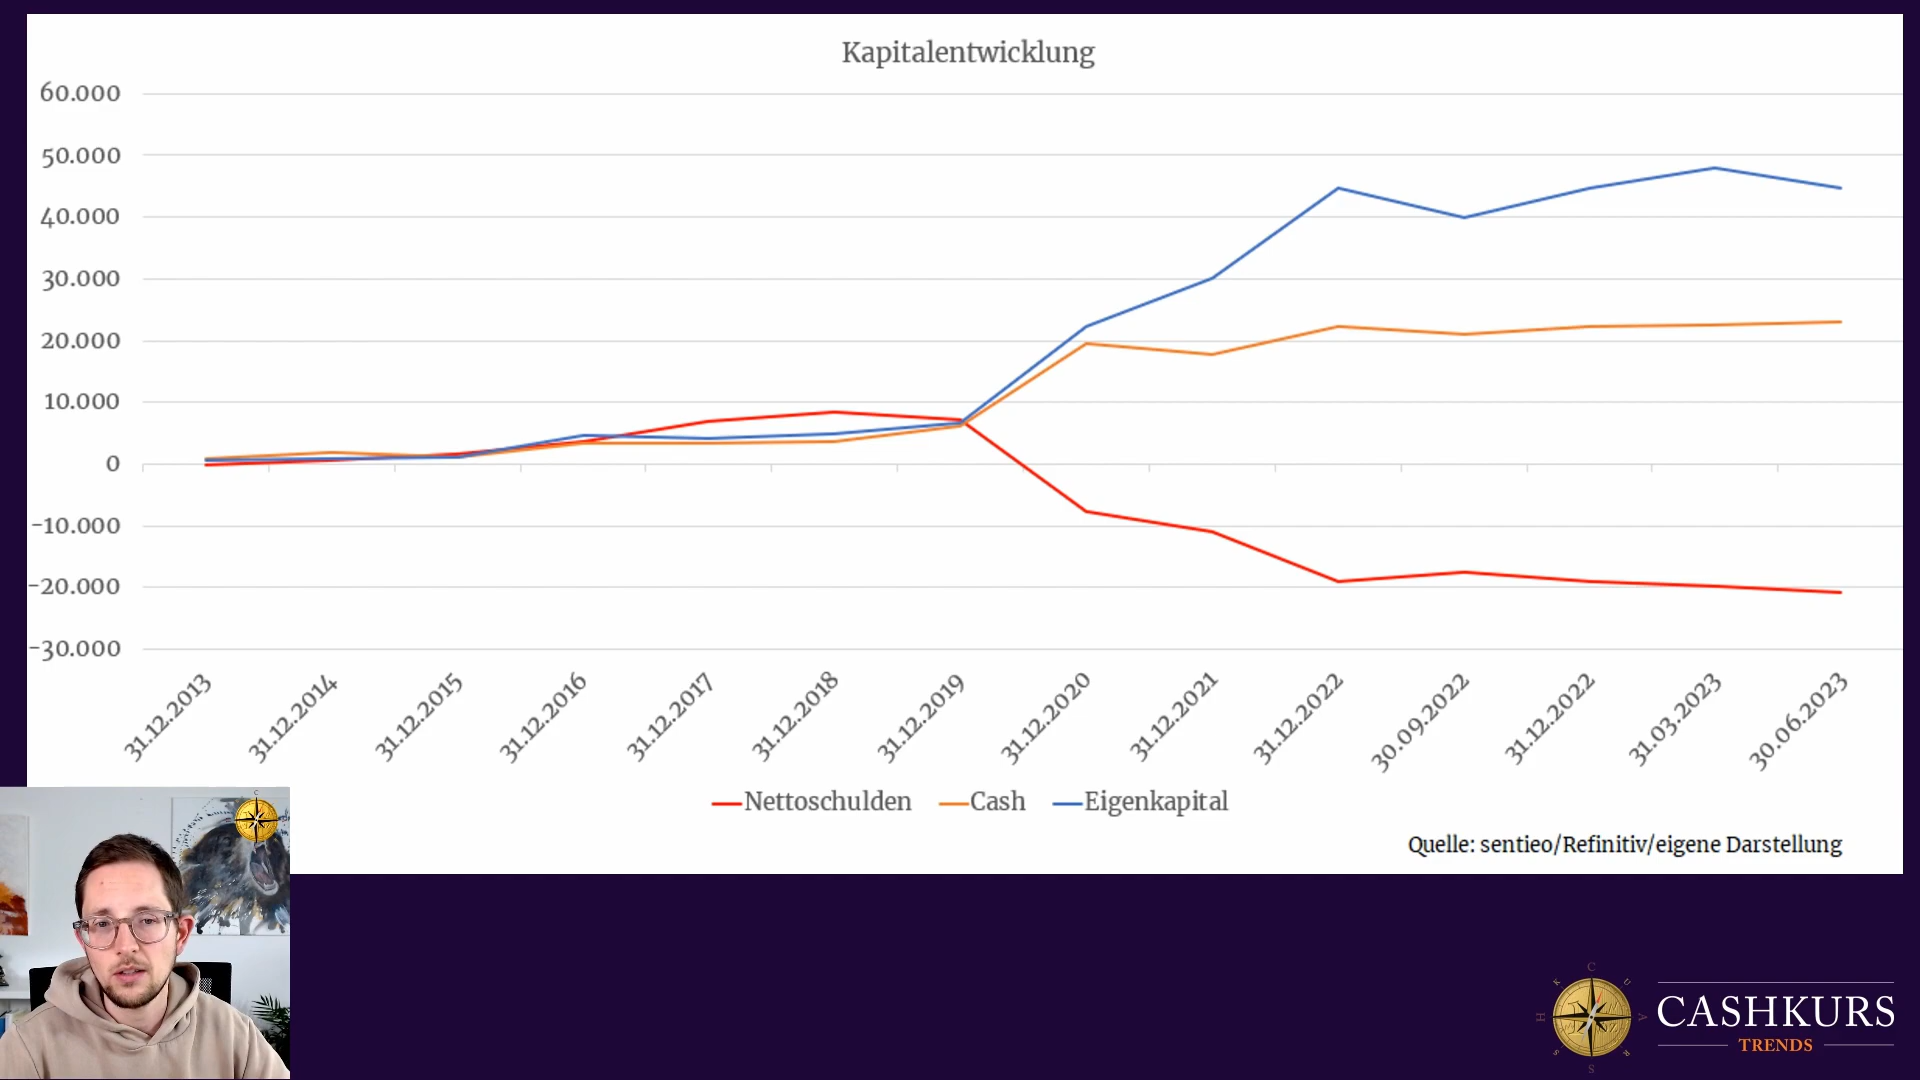 Kapitalentwicklung
60.000
50.000
40.000
30.000
20.000
10.000
0
-10.000
-20.000
-30.000
31.12.2013
31.12.2014
31.12.2015
31.12.2016
31.12.2017
31.12.2018
31.12.2019
31.12.2020
31.12.2021
31.12.2022
30.09.2022
31.12.2022
31.03.2023
30.06.2023
Nettoschulden Cash Eigenkapital
Quelle: sentieo/Refinitiv/eigene Darstellung
C
C
A
S
H
K
U
R
S
CASHKURS
TRENDS